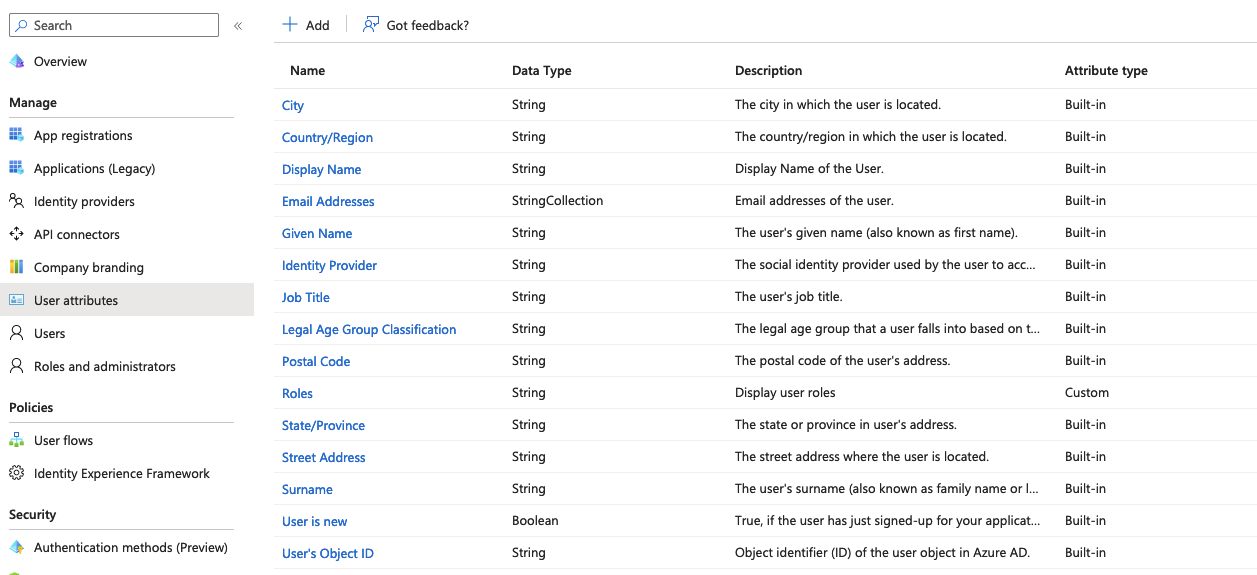 Search
«
Overview
Manage
App registrations
Applications (Legacy)
Identity providers
API connectors
Company branding
User attributes
Users
Roles and administrators
Policies
User flows
Identity Experience Framework
Security
Authentication methods (Preview)
Add Got feedback?
Name Data Type Description Attribute type
City String The city in which the user is located. Built-in
Country/Region String The country/region in which the user is located. Built-in
Display Name String Display Name of the User. Built-in
Email Addresses StringCollection Email addresses of the user. Built-in
Given Name String The user's given name (also known as first name). Built-in
Identity Provider String The social identity provider used by the user to acc... Built-in
Job Title String The user's job title. Built-in
Legal Age Group Classification String The legal age group that a user falls into based on t... Built-in
Postal Code String The postal code of the user's address. Built-in
Roles String Display user roles Custom
State/Province String The state or province in user's address. Built-in
Street Address String The street address where the user is located. Built-in
Surname String The user's surname (also known as family name or l... Built-in
User is new Boolean True, if the user has just signed-up for your applicat... Built-in
User's Object ID String Object identifier (ID) of the user object in Azure AD. Built-in